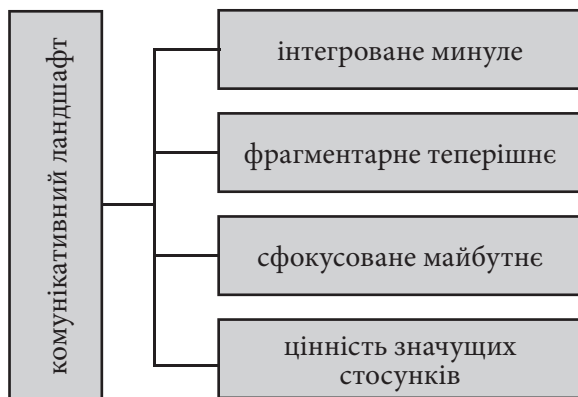 комунікативний ландшафт
інтегроване минуле
фрагментарне теперішнє
сфокусоване майбутнє
цінність значущих
стосунків